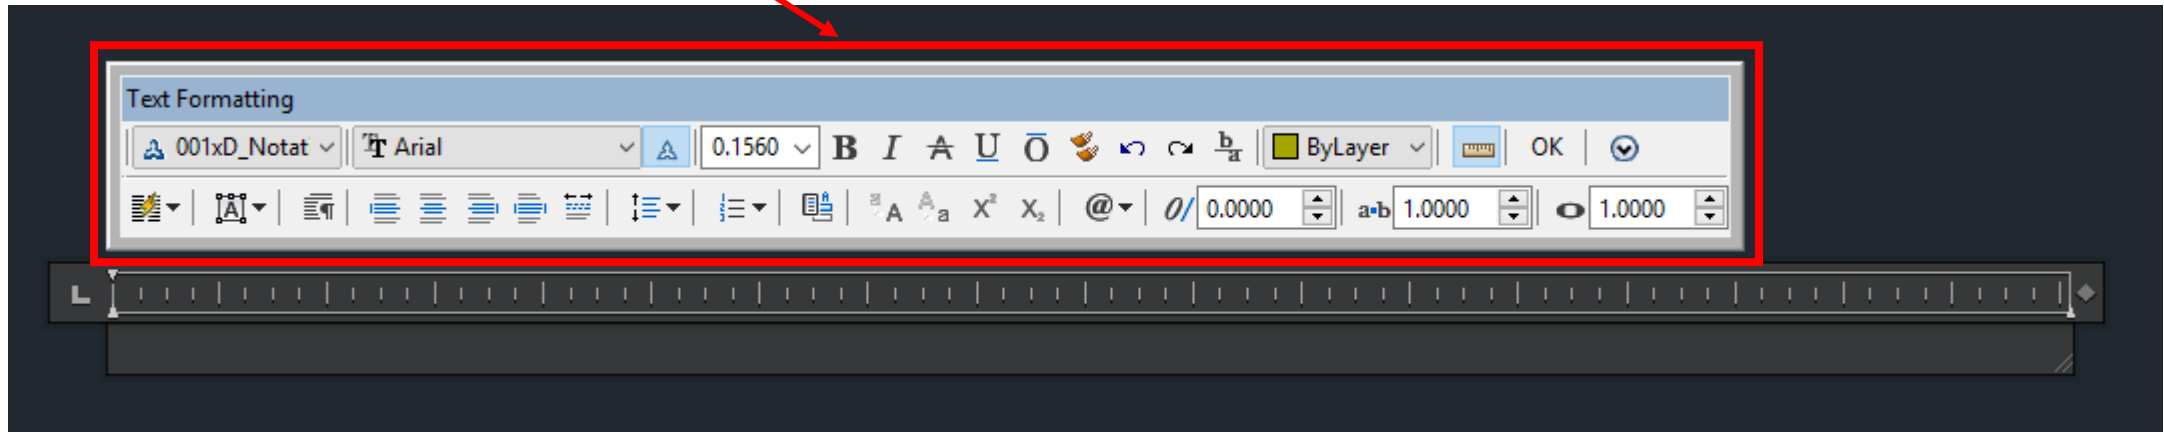 Text Formatting
001xD_Notat Arial 0.1560 B I A U O b/a ByLayer OK
A @ 0/ 0.0000 a•b 1.0000 O 1.0000